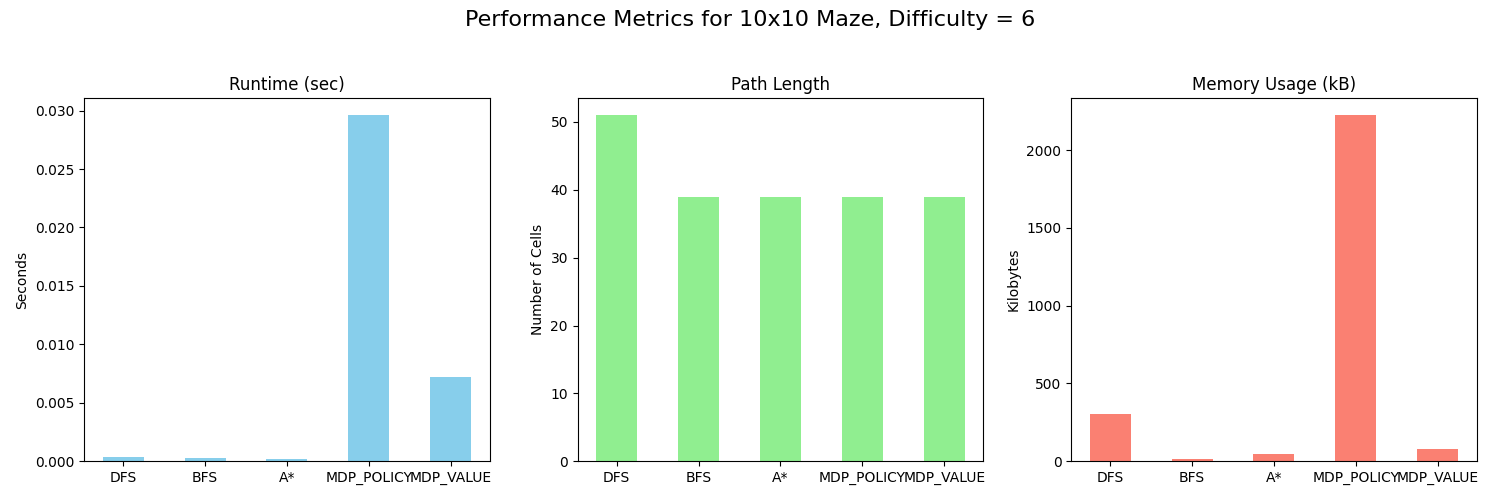 Performance Metrics for 10x10 Maze, Difficulty = 6
Runtime (sec)
Seconds
0.030
0.025
0.020
0.015
0.010
0.005
0.000
DFS BFS A* MDP_POLICY MDP_VALUE
Path Length
Number of Cells
50
40
30
20
10
0
DFS BFS A* MDP_POLICY MDP_VALUE
Memory Usage (kB)
Kilobytes
2000
1500
1000
500
0
DFS BFS A* MDP_POLICY MDP_VALUE